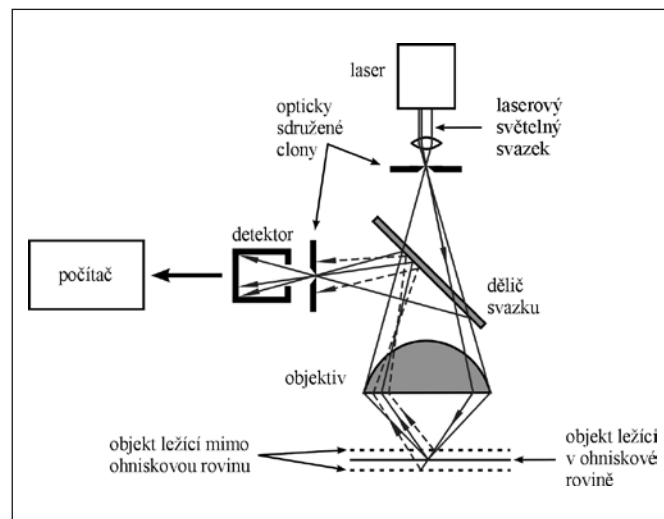 laser
opticky
sdružené
clony
laserový
světelný
svazek
detektor
počítač
dělič
svazku
objektiv
objekt ležící mimo
ohniskovou rovinu
objekt ležící
v ohniskové
rovině